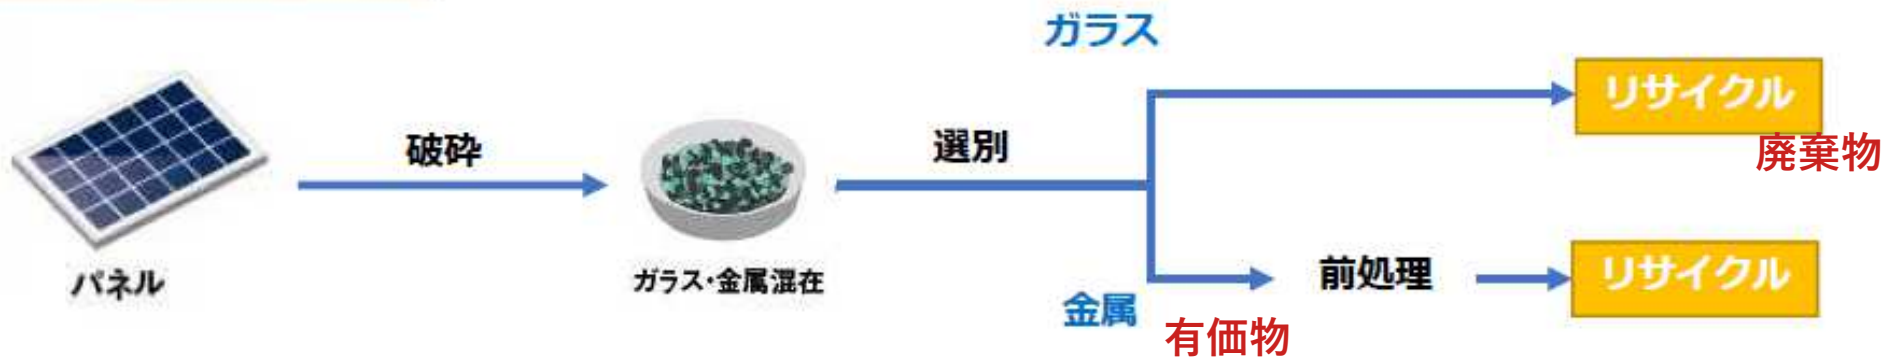 ガラス
リサイクル
廃棄物
破砕
選別
パネル
ガラス・金属混在
金属
有価物
前処理
リサイクル